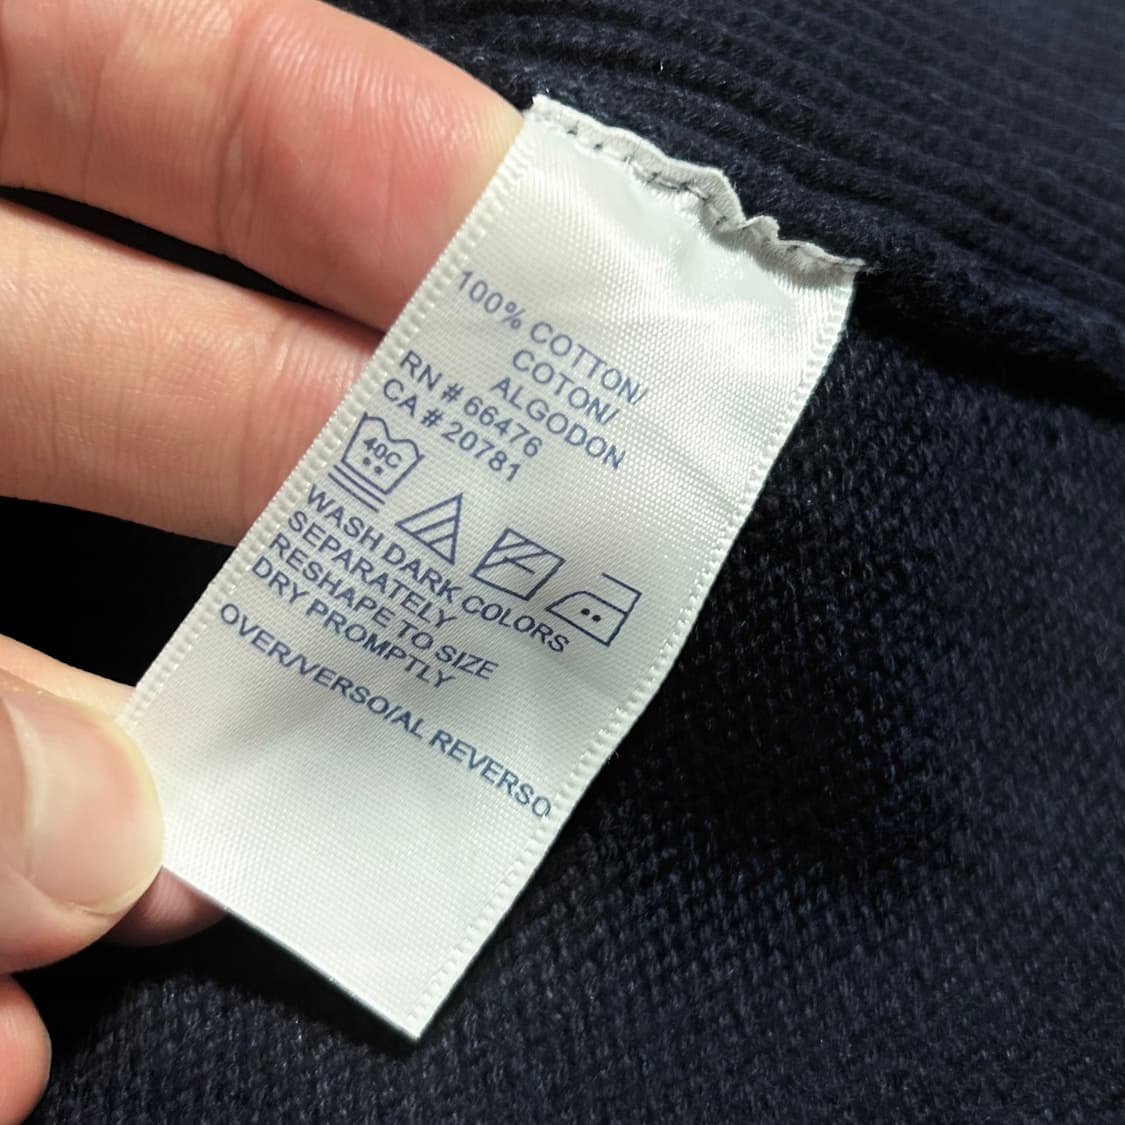 100% COTTON/
COTON/
ALGODON
RN # 66476
CA # 20781
40C
WASH DARK COLORS
SEPARATELY
RESHAPE TO SIZE
DRY PROMPTLY
OVER/VERSO/AL REVERSO